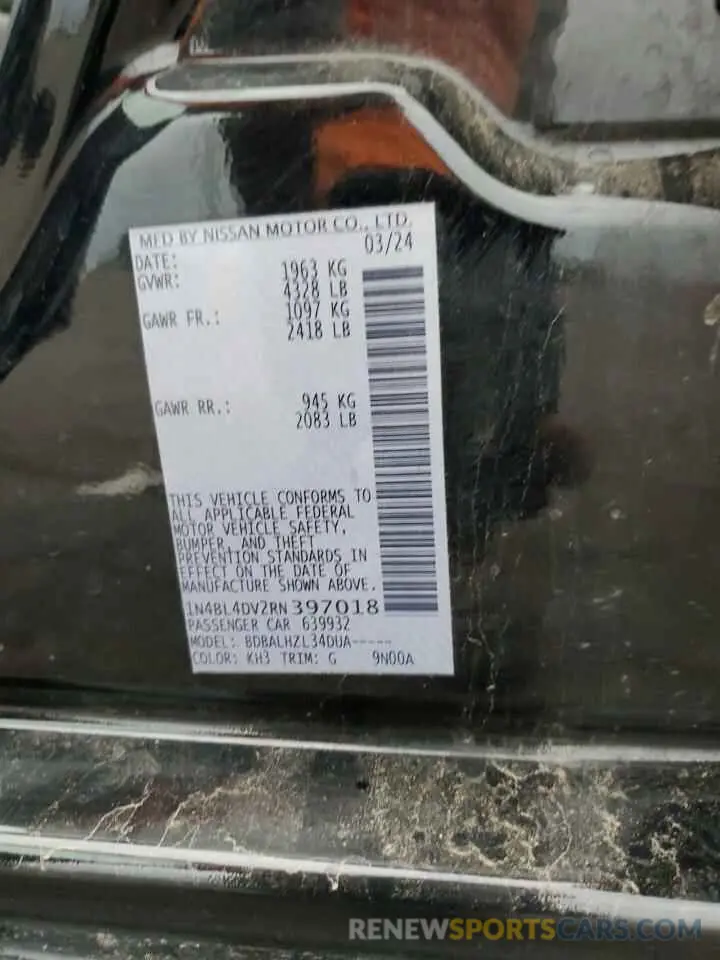 MFD BY NISSAN MOTOR CO., LTD.
DATE: 03/24
GVWR: 1963 KG
4328 LB
GAWR FR.: 1097 KG
2418 LB
GAWR RR.: 945 KG
2083 LB
THIS VEHICLE CONFORMS TO
ALL APPLICABLE FEDERAL
MOTOR VEHICLE SAFETY,
BUMPER, AND THEFT
PREVENTION STANDARDS IN
EFFECT ON THE DATE OF
MANUFACTURE SHOWN ABOVE.
1N4BL4DV2RN397018
PASSENGER CAR 639932
MODEL: BDBALHZL34DUA-----
COLOR: KH3 TRIM: G 9N00A
RENEWSPORTSCARS.COM